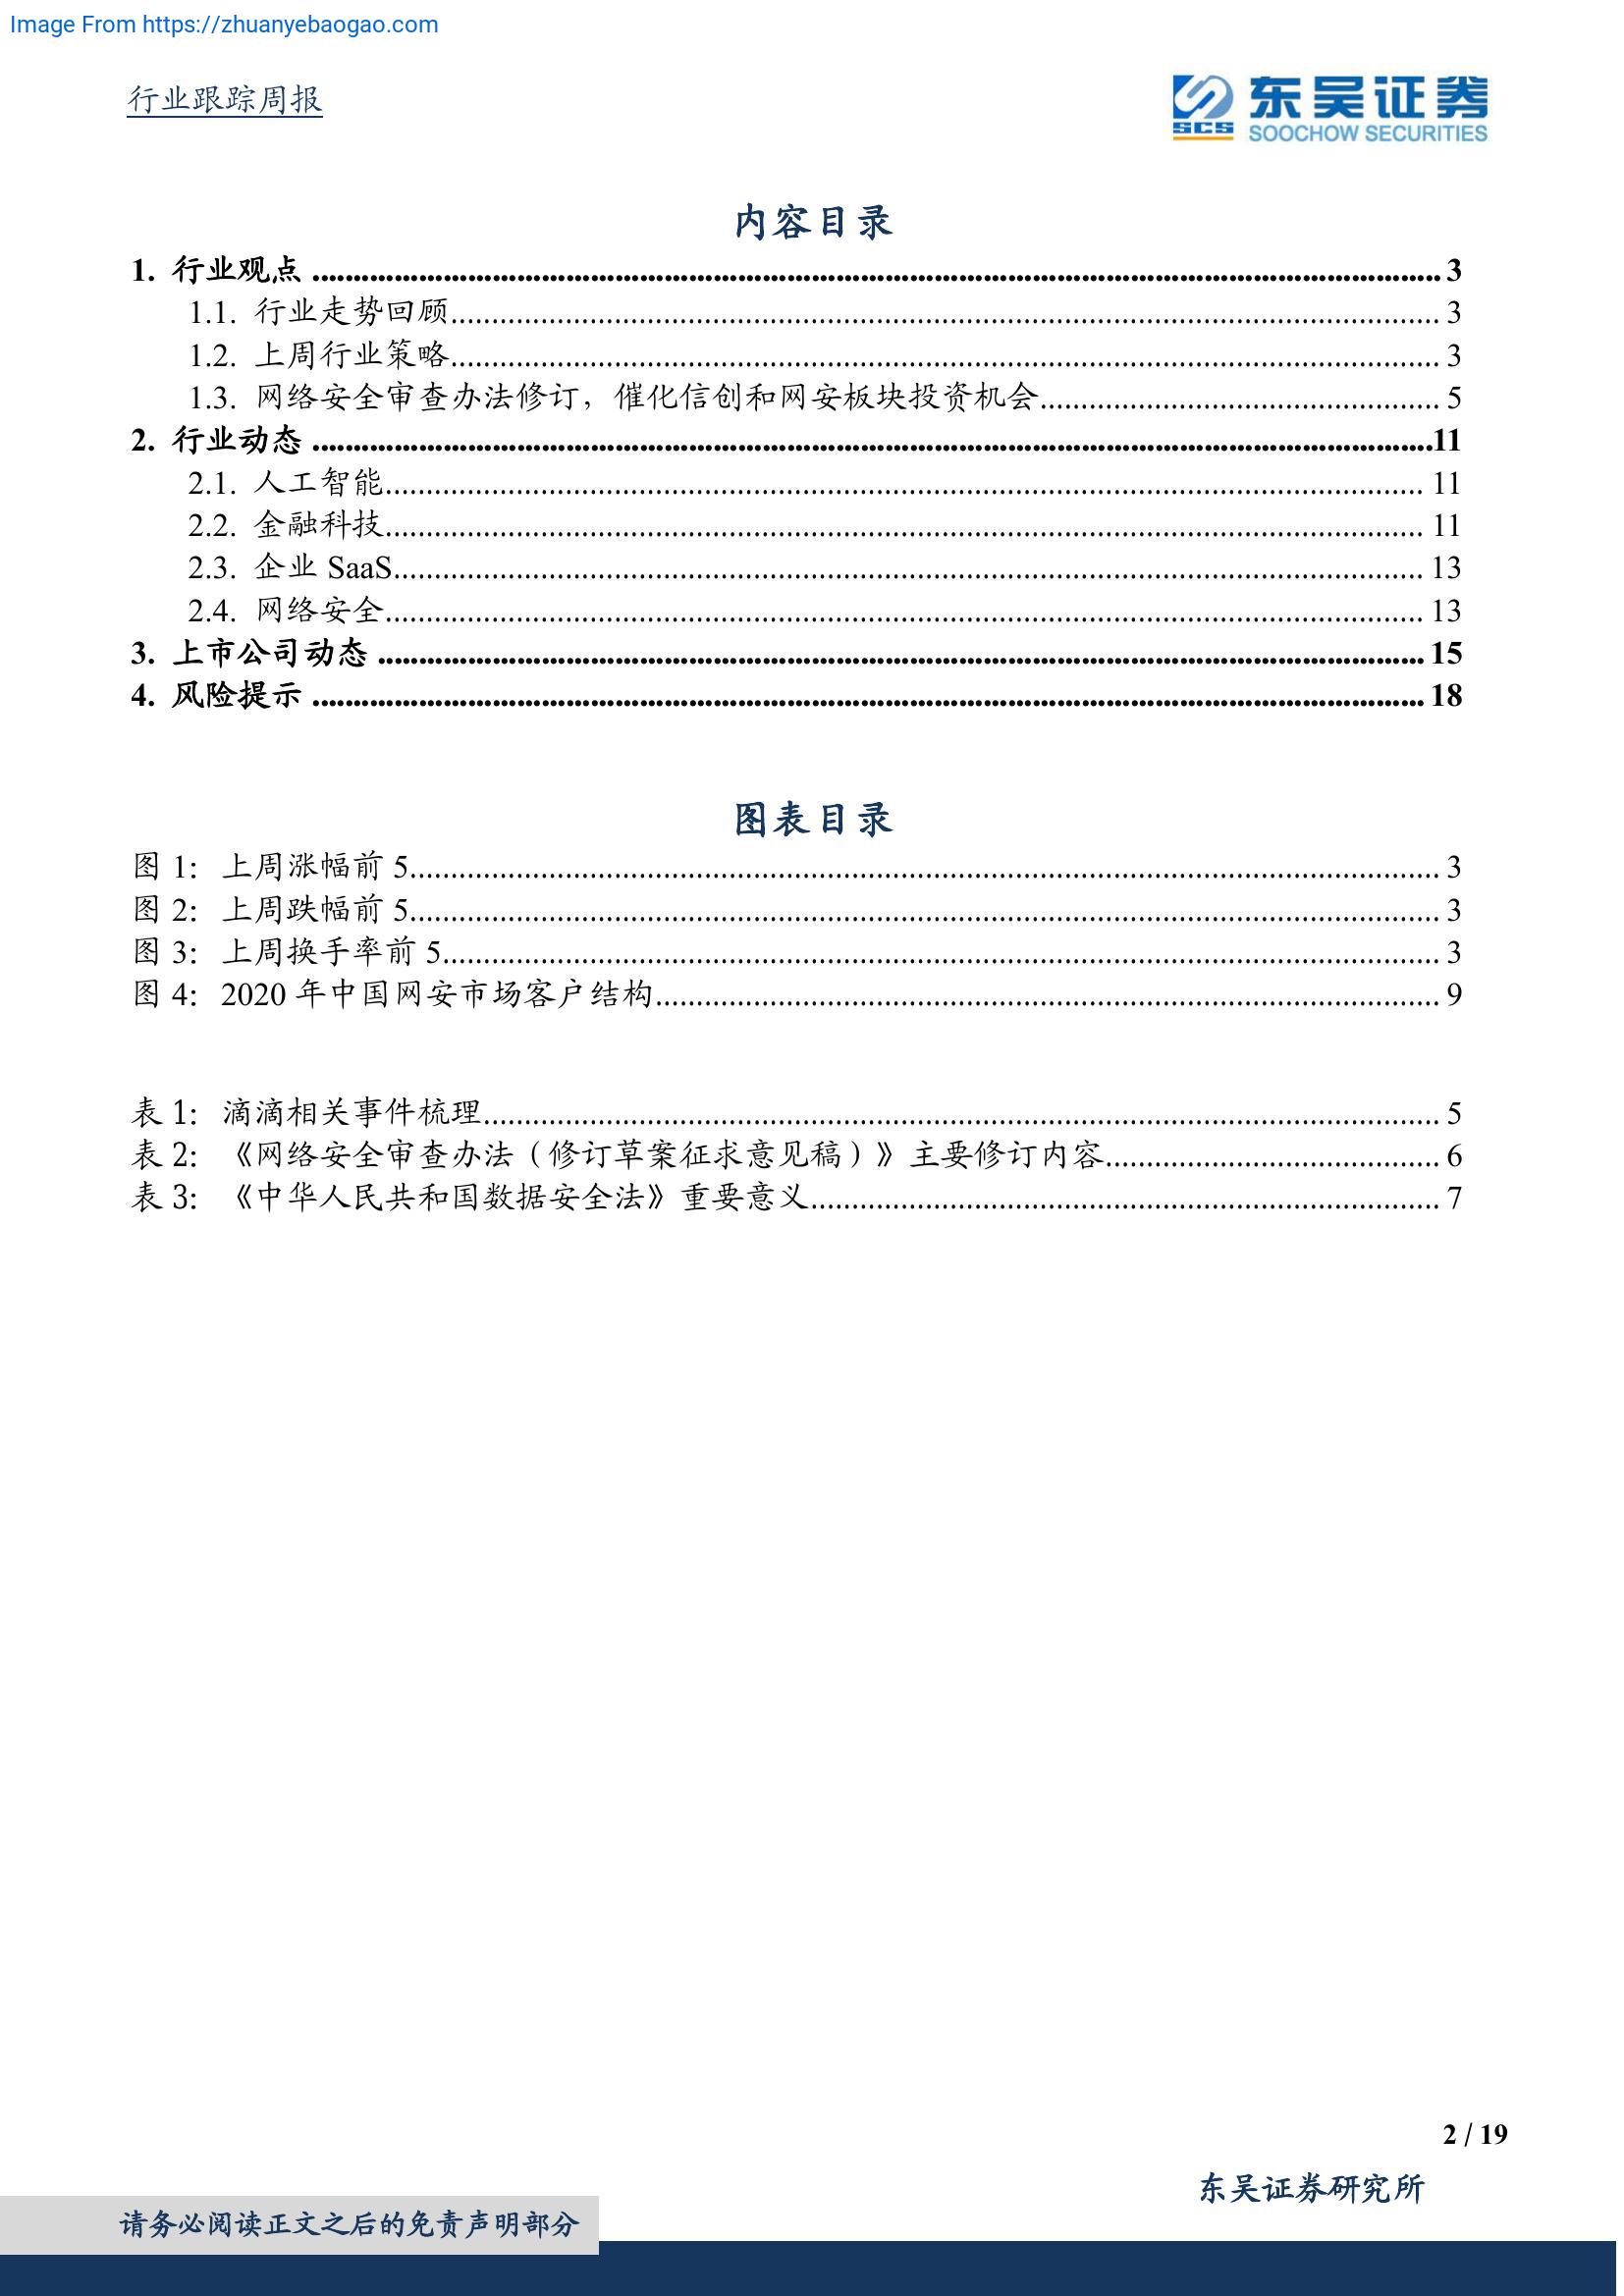 Image From https://zhuanyebaogao.com
行业跟踪周报
东吴证券
SCS
SOOCHOW SECURITIES
内容目录
1. 行业观点 ........ 3
1.1. 行业走势回顾........ 3
1.2. 上周行业策略........ 3
1.3. 网络安全审查办法修订，催化信创和网安板块投资机会........ 5
2. 行业动态 ........11
2.1. 人工智能........ 11
2.2. 金融科技........ 11
2.3. 企业 SaaS........ 13
2.4. 网络安全........ 13
3. 上市公司动态 ........ 15
4. 风险提示 ........ 18
图表目录
图 1： 上周涨幅前 5........ 3
图 2： 上周跌幅前 5........ 3
图 3： 上周换手率前 5........ 3
图 4： 2020 年中国网安市场客户结构........ 9
表 1： 滴滴相关事件梳理........ 5
表 2： 《网络安全审查办法（修订草案征求意见稿）》主要修订内容........ 6
表 3： 《中华人民共和国数据安全法》重要意义........ 7
2 / 19
东吴证券研究所
请务必阅读正文之后的免责声明部分